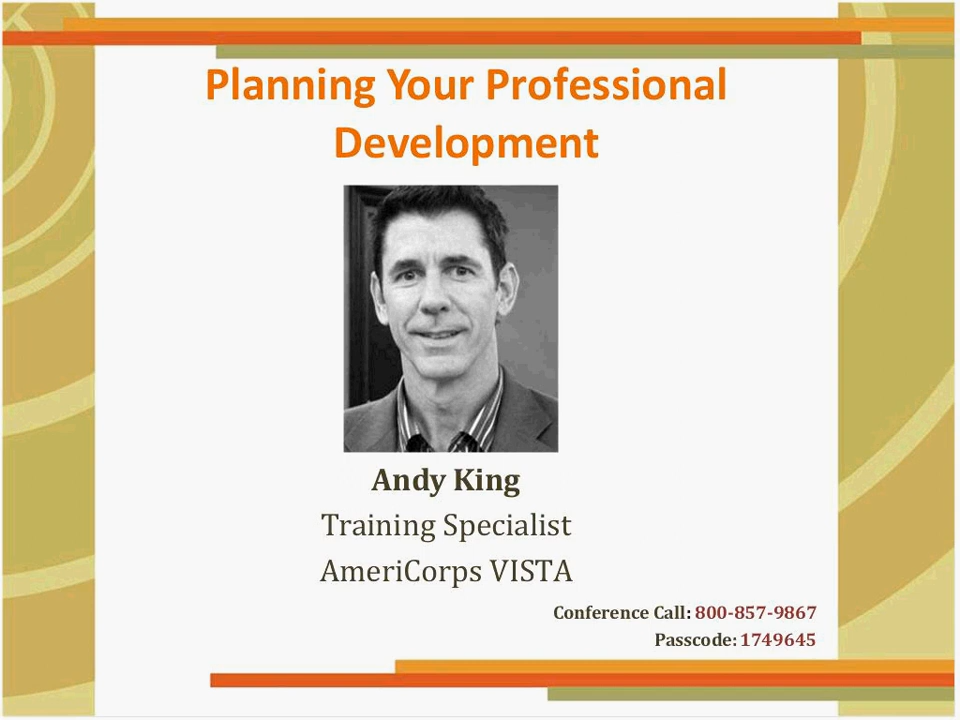 Planning Your Professional
Development
Andy King
Training Specialist
AmeriCorps VISTA
Conference Call: 800-857-9867
Passcode: 1749645